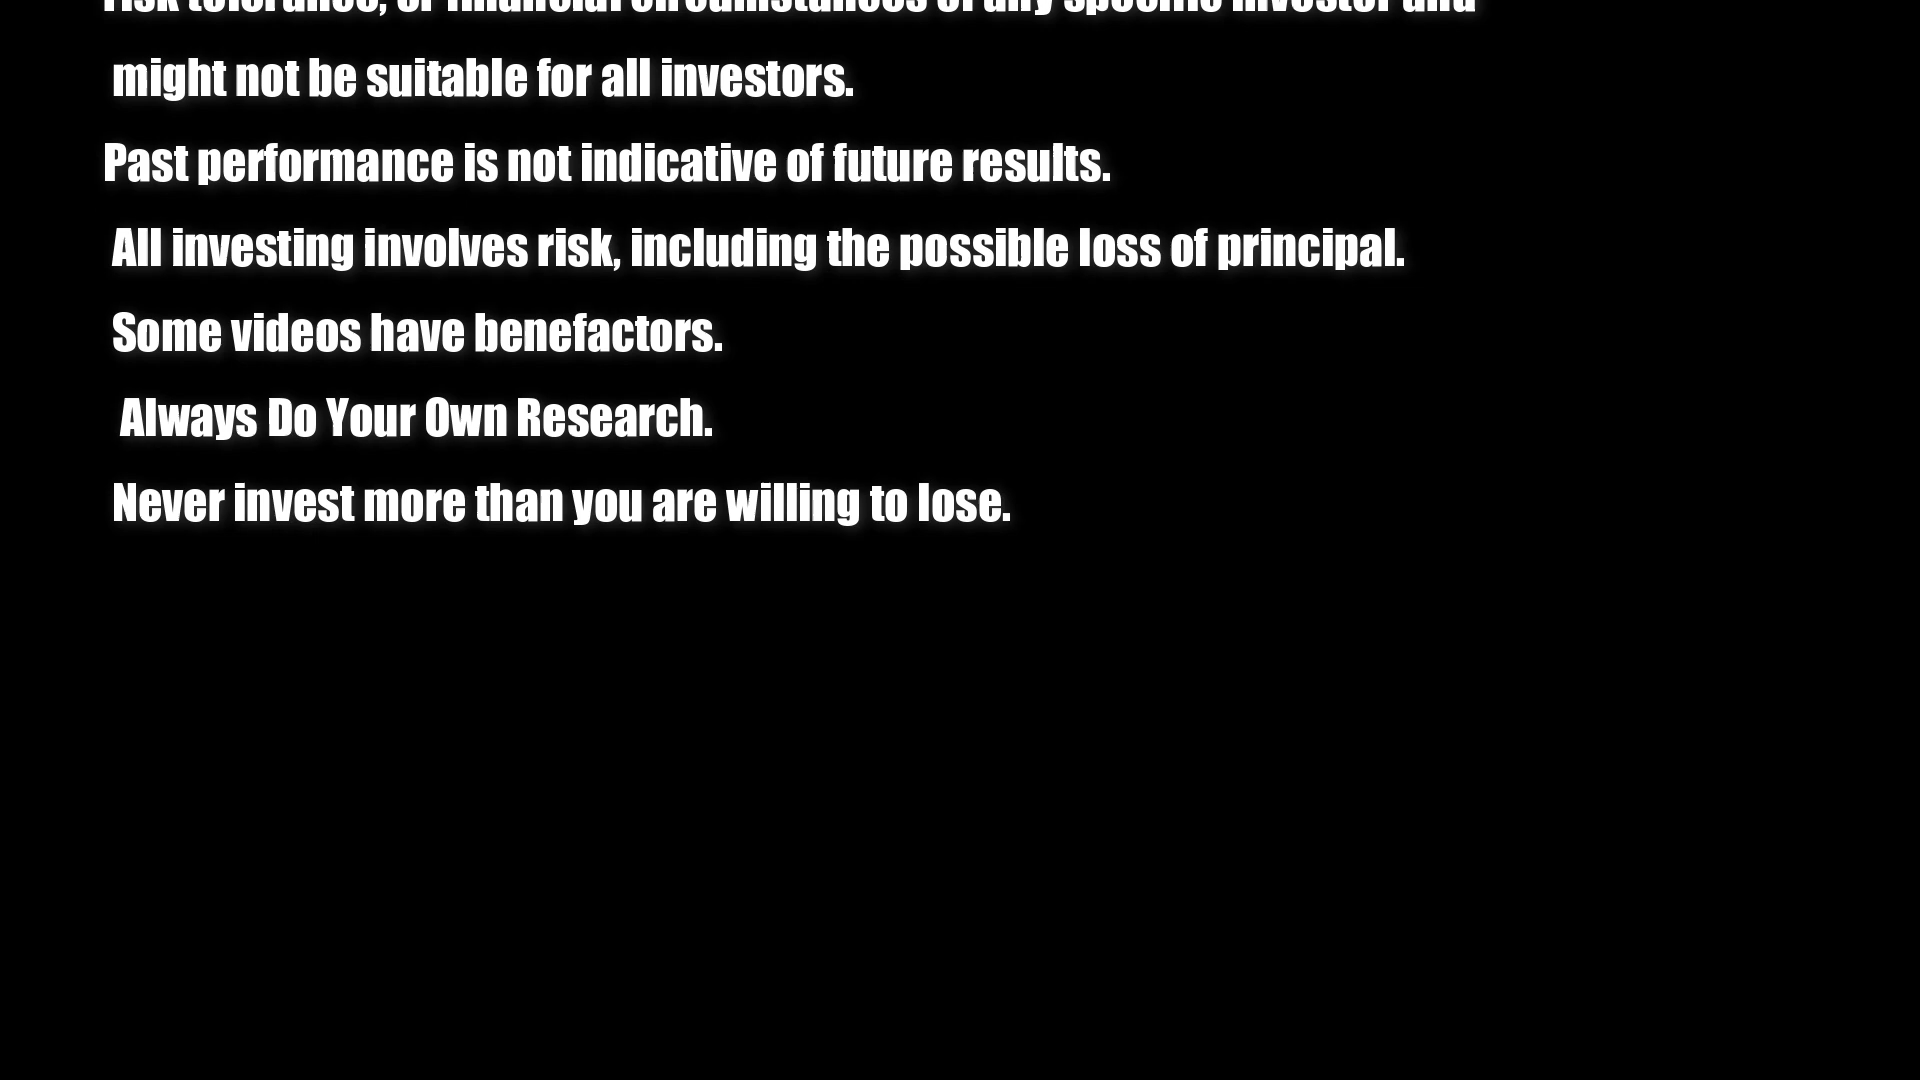 risk tolerance, or financial circumstances of any specific investor and
might not be suitable for all investors.
Past performance is not indicative of future results.
All investing involves risk, including the possible loss of principal.
Some videos have benefactors.
Always Do Your Own Research.
Never invest more than you are willing to lose.